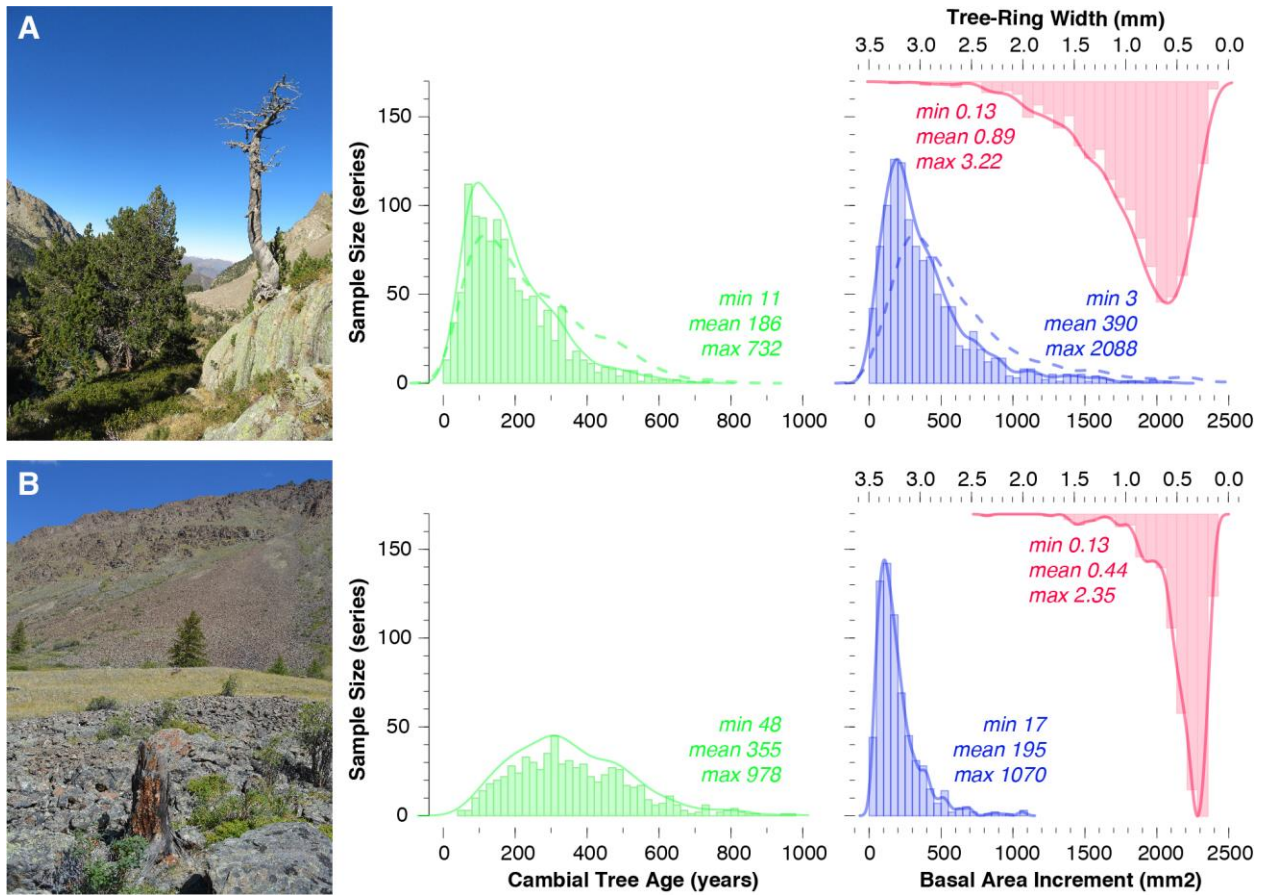 A
Tree-Ring Width (mm)
3.5 3.0 2.5 2.0 1.5 1.0 0.5 0.0
Sample Size (series)
150
100
50
0
min 11
mean 186
max 732
0 200 400 600 800 1000
min 0.13
mean 0.89
max 3.22
min 3
mean 390
max 2088
0 500 1000 1500 2000 2500
B
3.5 3.0 2.5 2.0 1.5 1.0 0.5 0.0
Sample Size (series)
150
100
50
0
min 48
mean 355
max 978
0 200 400 600 800 1000
Cambial Tree Age (years)
min 0.13
mean 0.44
max 2.35
min 17
mean 195
max 1070
0 500 1000 1500 2000 2500
Basal Area Increment (mm2)